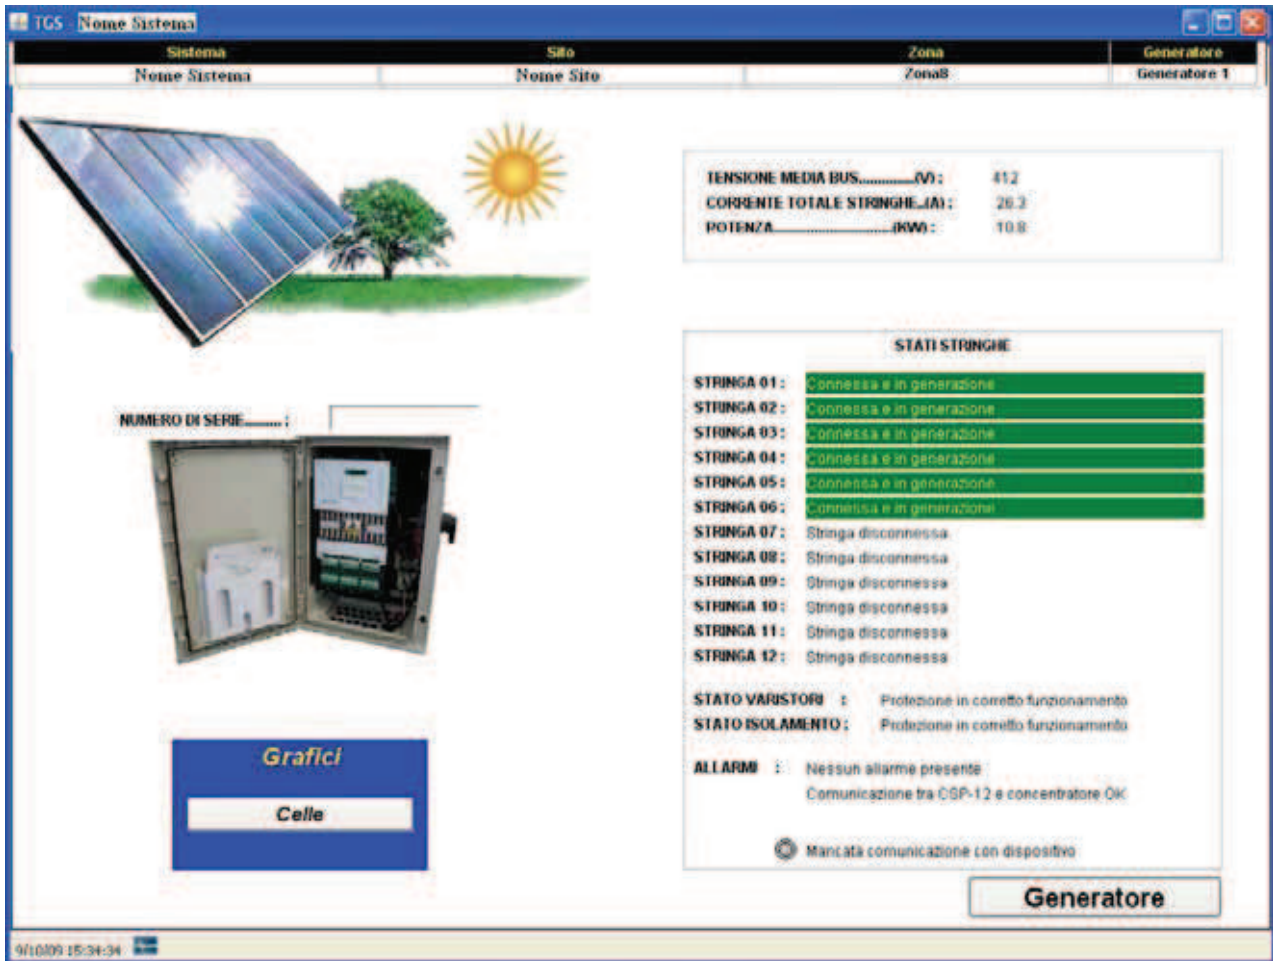 TGS - Nome Sistema
Sistema Sito Zona Generatore
Nome Sistema Nome Sito Zona8 Generatore 1
TENSIONE MEDIA BUS.............(V) : 412
CORRENTE TOTALE STRINGHE..(A) : 26.3
POTENZA............................(KW) : 10.8
STATI STRINGHE
STRINGA 01 : Connessa e in generazione
STRINGA 02 : Connessa e in generazione
STRINGA 03 : Connessa e in generazione
STRINGA 04 : Connessa e in generazione
STRINGA 05 : Connessa e in generazione
STRINGA 06 : Connessa e in generazione
STRINGA 07 : Stringa disconnessa
STRINGA 08 : Stringa disconnessa
STRINGA 09 : Stringa disconnessa
STRINGA 10 : Stringa disconnessa
STRINGA 11 : Stringa disconnessa
STRINGA 12 : Stringa disconnessa
STATO VARISTORI : Protezione in corretto funzionamento
STATO ISOLAMENTO : Protezione in corretto funzionamento
ALLARMI : Nessun allarme presente
Comunicazione tra CSP-12 e concentratore OK
Mancata comunicazione con dispositivo
NUMERO DI SERIE......... :
Grafici
Celle
Generatore
9/10/09 15:34:34